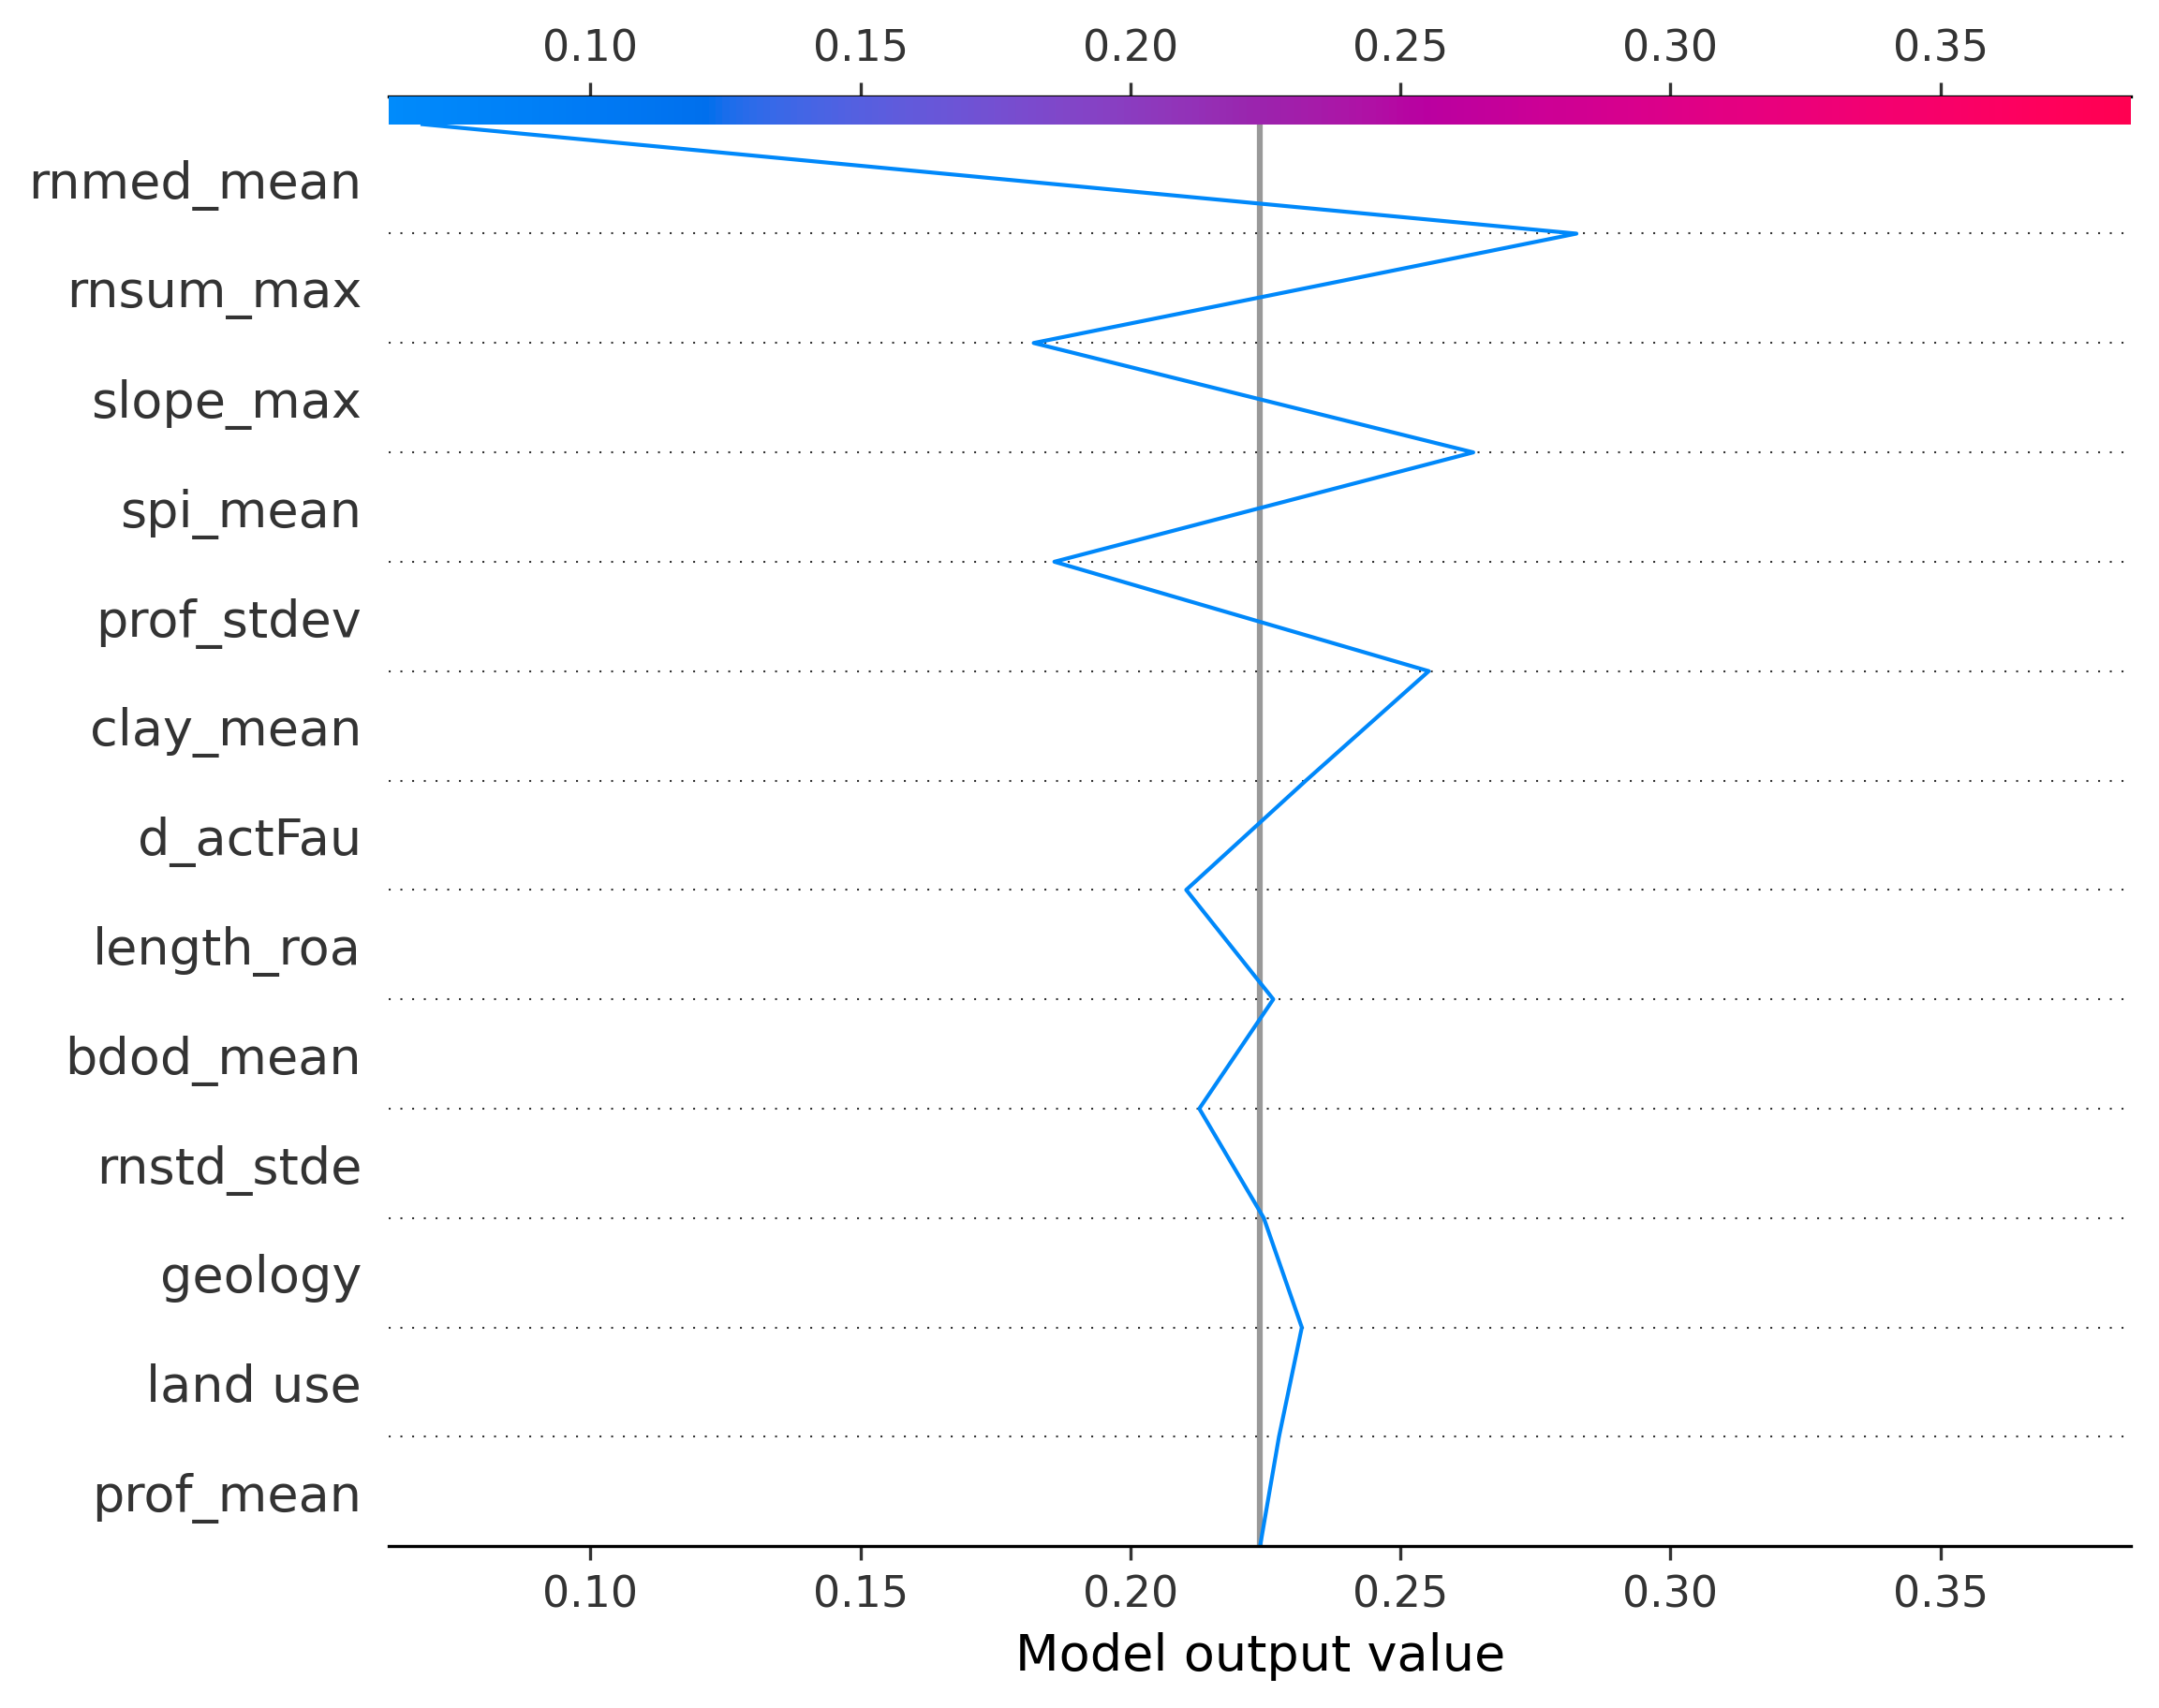 0.10 0.15 0.20 0.25 0.30 0.35
rnmed_mean
rnsum_max
slope_max
spi_mean
prof_stdev
clay_mean
d_actFau
length_roa
bdod_mean
rnstd_stde
geology
land use
prof_mean
0.10 0.15 0.20 0.25 0.30 0.35
Model output value